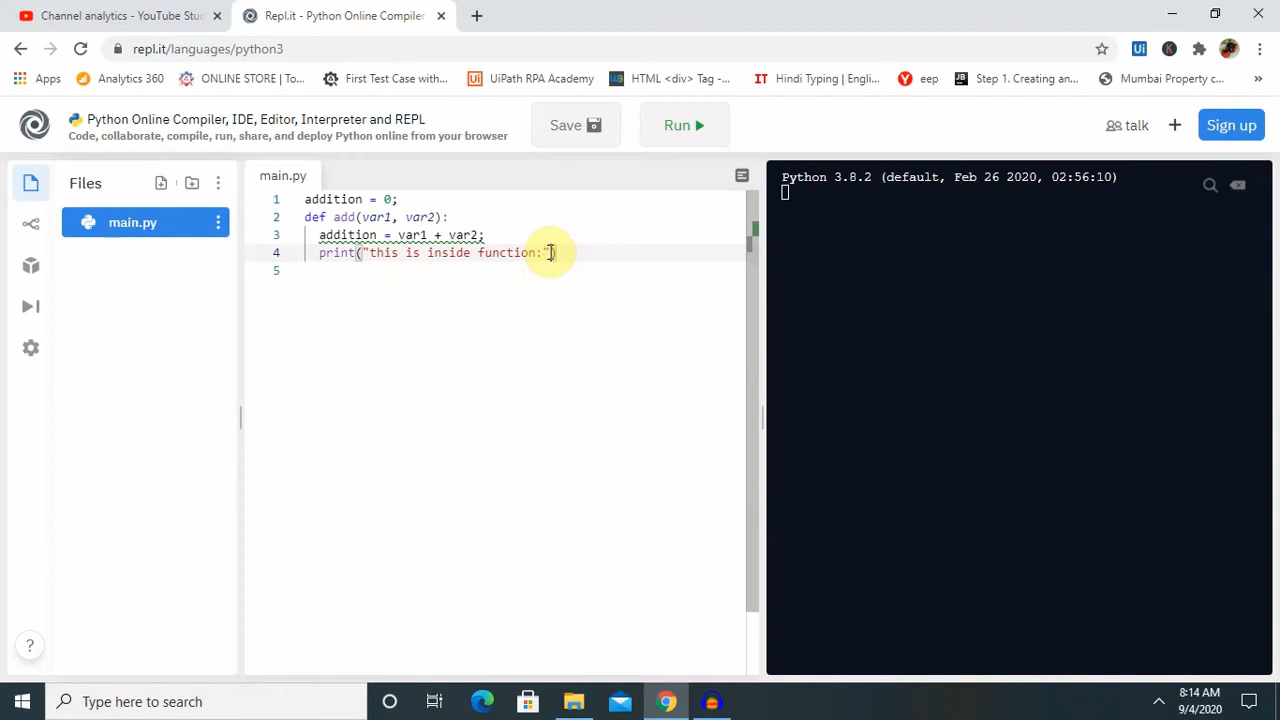 Channel analytics - YouTube Stu
Repl.it - Python Online Compiler
repl.it/languages/python3
Apps
Analytics 360
ONLINE STORE | To...
First Test Case with...
UiPath RPA Academy
HTML <div> Tag -...
IT Hindi Typing | Engli...
eep
Step 1. Creating an...
Mumbai Property c...
Python Online Compiler, IDE, Editor, Interpreter and REPL
Code, collaborate, compile, run, share, and deploy Python online from your browser
Save
Run
talk
Sign up
Files
main.py
main.py
1 addition = 0;
2 def add(var1, var2):
3 addition = var1 + var2;
4 print("this is inside function:")
5
Python 3.8.2 (default, Feb 26 2020, 02:56:10)
?
Type here to search
8:14 AM
9/4/2020